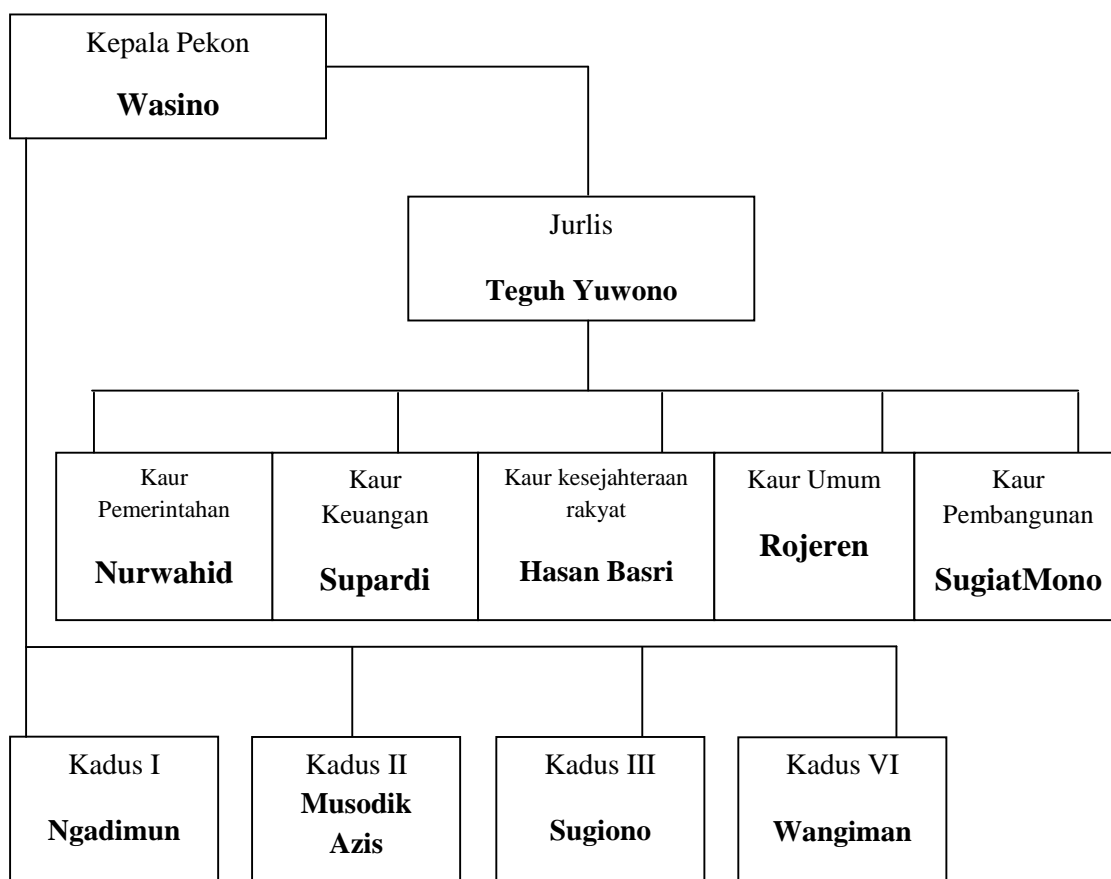 Kepala Pekon
Wasino
Jurlis
Teguh Yuwono
Kaur
Pemerintahan
Nurwahid
Kaur
Keuangan
Supardi
Kaur kesejahteraan
rakyat
Hasan Basri
Kaur Umum
Rojeren
Kaur
Pembangunan
SugiatMono
Kadus I
Ngadimun
Kadus II
Musodik
Azis
Kadus III
Sugiono
Kadus VI
Wangiman